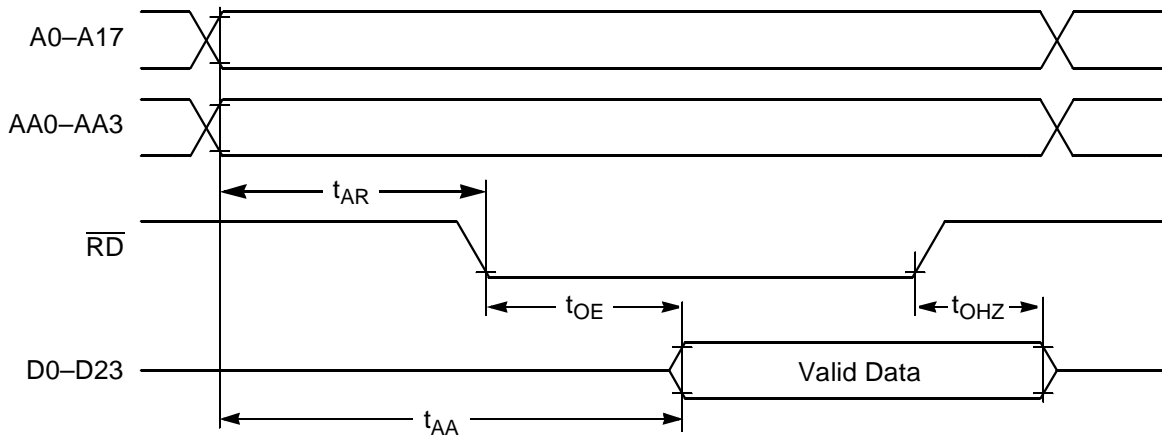 A0–A17
AA0–AA3
tAR
RD
tOE
tOHZ
D0–D23
Valid Data
tAA